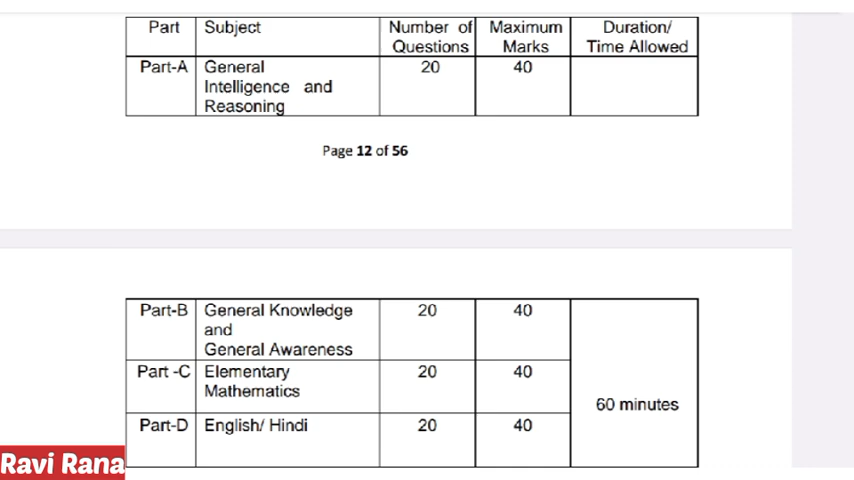 Part Subject Number of Maximum Duration/
Questions Marks Time Allowed
Part-A General 20 40
Intelligence and
Reasoning
Page 12 of 56
Part-B General Knowledge 20 40
and
General Awareness
Part -C Elementary 20 40
Mathematics
60 minutes
Part-D English/ Hindi 20 40
Ravi Rana